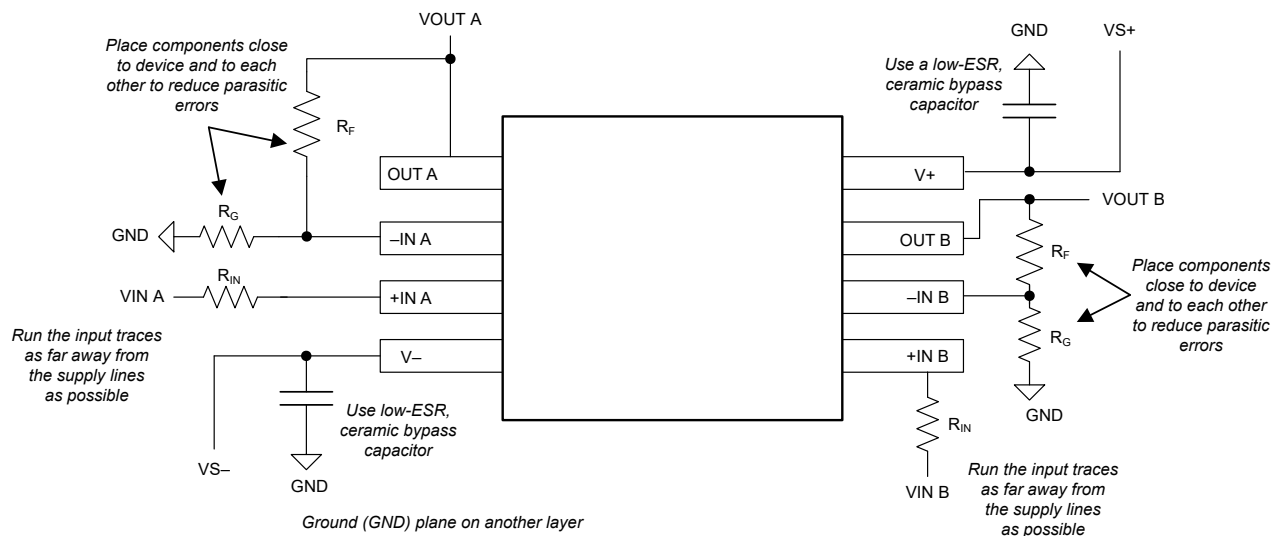 VOUT A
Place components close
to device and to each
other to reduce parasitic
errors
RF
OUT A
RG
GND
–IN A
RIN
VIN A
+IN A
Run the input traces
as far away from
the supply lines
as possible
V–
Use low-ESR,
ceramic bypass
capacitor
VS–
GND
Ground (GND) plane on another layer
GND
VS+
Use a low-ESR,
ceramic bypass
capacitor
V+
VOUT B
OUT B
RF
Place components
close to device
and to each other
to reduce parasitic
errors
–IN B
RG
+IN B
GND
RIN
VIN B
Run the input traces
as far away from
the supply lines
as possible